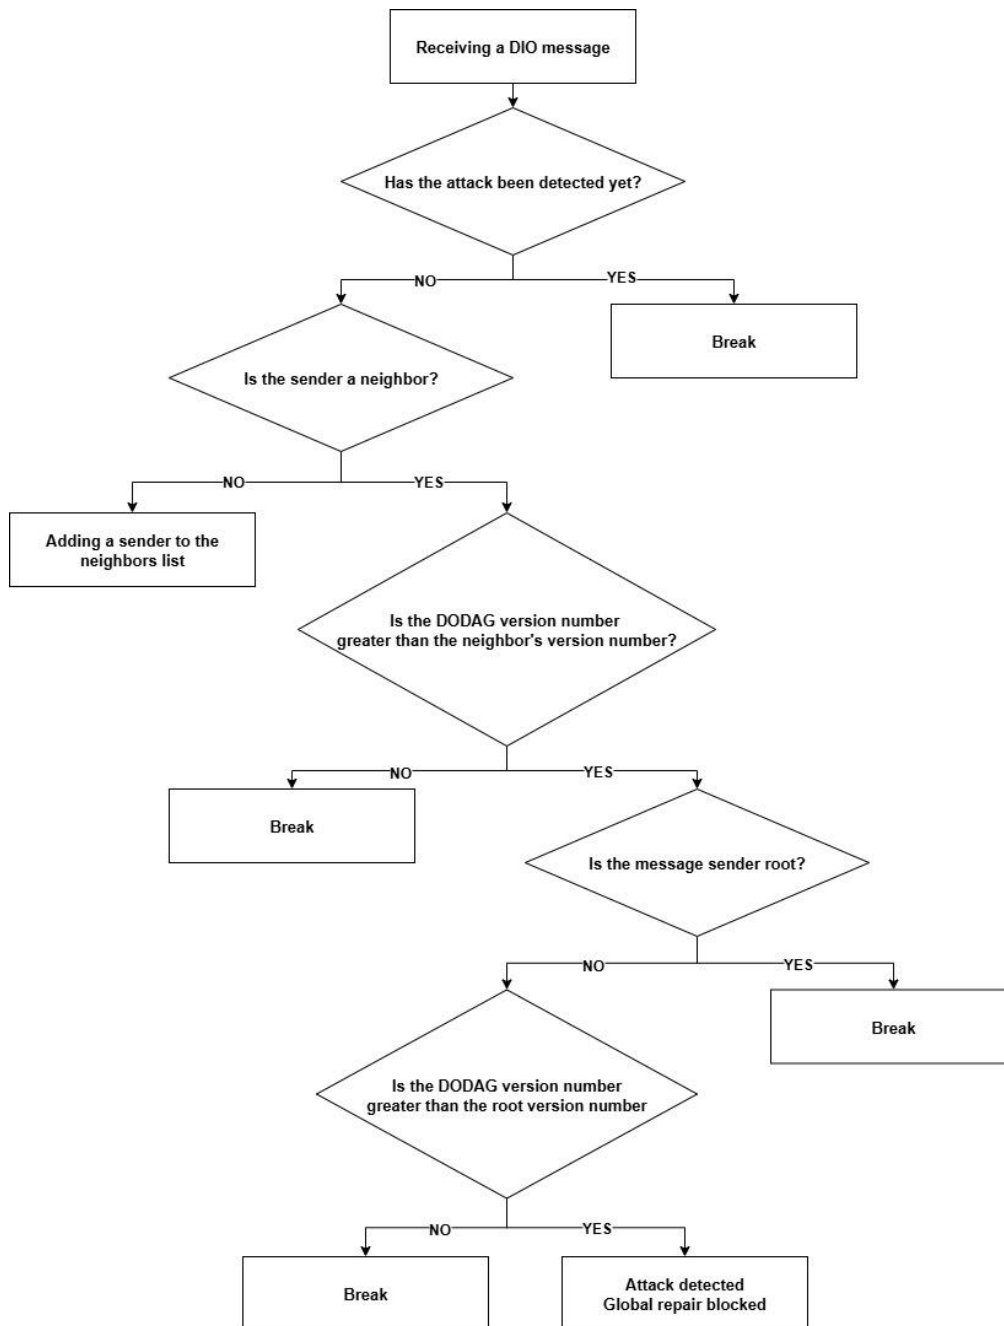 Receiving a DIO message
Has the attack been detected yet?
NO
YES
Break
Is the sender a neighbor?
NO
YES
Adding a sender to the
neighbors list
Is the DODAG version number
greater than the neighbor's version number?
NO
YES
Break
Is the message sender root?
NO
YES
Break
Is the DODAG version number
greater than the root version number
NO
YES
Break
Attack detected
Global repair blocked